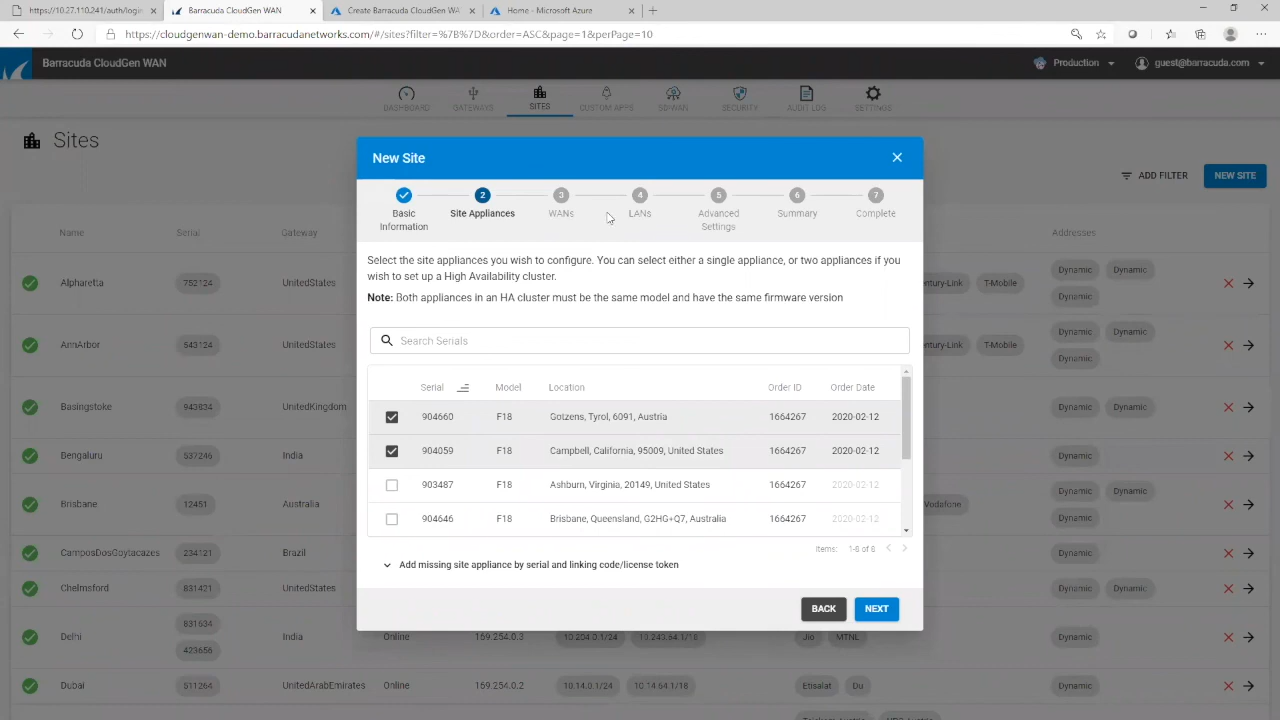 https://10.27.110.241/auth/login
Barracuda CloudGen WAN
Create Barracuda CloudGen WAN
Home - Microsoft Azure
https://cloudgenwan-demo.barracudanetworks.com/#/sites?filter=%7B%7D&order=ASC&page=1&perPage=10
Barracuda CloudGen WAN
Production
guest@barracuda.com
DASHBOARD
GATEWAYS
SITES
CUSTOM APPS
SD-WAN
SECURITY
AUDIT LOG
SETTINGS
Sites
ADD FILTER
NEW SITE
Name Serial Gateway Addresses
Alpharetta 752124 UnitedStates T-Mobile Dynamic Dynamic
Dynamic
AnnArbor 543124 UnitedStates T-Mobile Dynamic Dynamic
Dynamic
Basingstoke 943834 UnitedKingdom Dynamic Dynamic
Bengaluru 537246 India Dynamic
Brisbane 12451 Australia Vodafone Dynamic Dynamic
Dynamic
CamposDosGoytacazes 234121 Brazil Dynamic
Chelmsford 831421 UnitedStates Dynamic Dynamic
Delhi 831634 India Online 169.254.0.3 10.204.0.1/24 10.243.64.1/18 Jio MTNL Dynamic
423656
Dubai 511264 UnitedArabEmirates Online 169.254.0.2 10.14.0.1/24 10.14.64.1/18 Etisalat Du Dynamic
New Site
Basic
Information
2
Site Appliances
3
WANs
4
LANs
5
Advanced
Settings
6
Summary
7
Complete
Select the site appliances you wish to configure. You can select either a single appliance, or two appliances if you
wish to set up a High Availability cluster.
Note: Both appliances in an HA cluster must be the same model and have the same firmware version
Search Serials
Serial Model Location Order ID Order Date
904660 F18 Gotzens, Tyrol, 6091, Austria 1664267 2020-02-12
904059 F18 Campbell, California, 95009, United States 1664267 2020-02-12
903487 F18 Ashburn, Virginia, 20149, United States 1664267 2020-02-12
904646 F18 Brisbane, Queensland, G2HG+Q7, Australia 1664267 2020-02-12
Items: 1-8 of 8
Add missing site appliance by serial and linking code/license token
BACK
NEXT